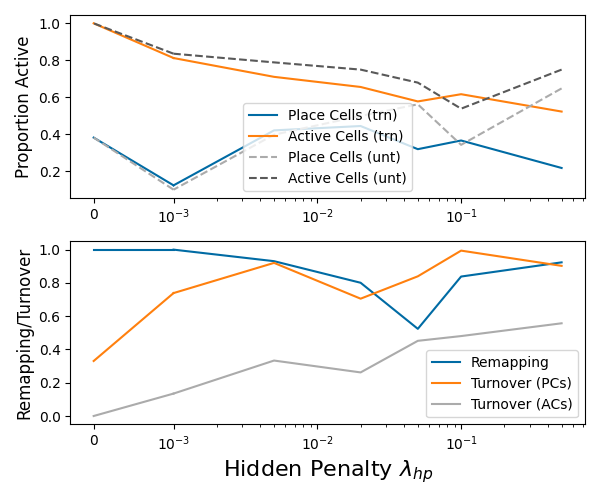 Proportion Active
1.0
0.8
0.6
0.4
0.2
Place Cells (trn)
Active Cells (trn)
Place Cells (unt)
Active Cells (unt)
0
10⁻³
10⁻²
10⁻¹
Remapping/Turnover
1.0
0.8
0.6
0.4
0.2
0.0
Remapping
Turnover (PCs)
Turnover (ACs)
0
10⁻³
10⁻²
10⁻¹
Hidden Penalty λhp